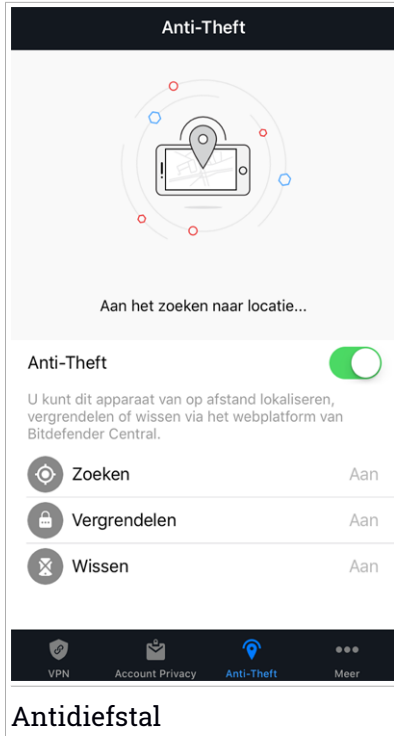 Anti-Theft
Aan het zoeken naar locatie...
Anti-Theft
U kunt dit apparaat van op afstand lokaliseren,
vergrendelen of wissen via het webplatform van
Bitdefender Central.
Zoeken Aan
Vergrendelen Aan
Wissen Aan
VPN Account Privacy Anti-Theft Meer
Antidiefstal